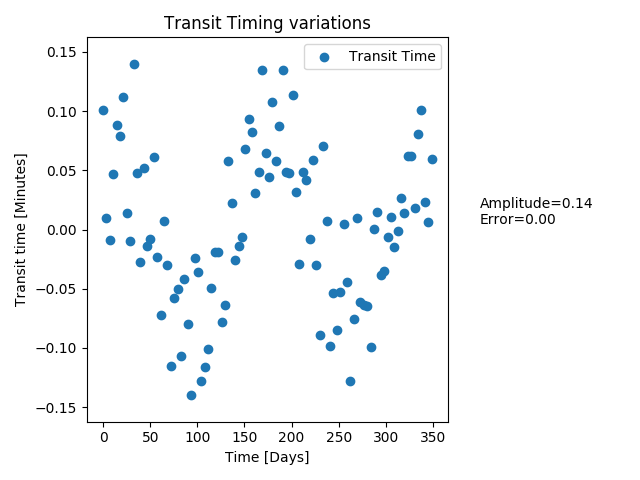 Transit Timing variations
Transit Time
0.15
0.10
0.05
0.00
−0.05
−0.10
−0.15
Transit time [Minutes]
Amplitude=0.14
Error=0.00
0 50 100 150 200 250 300 350
Time [Days]